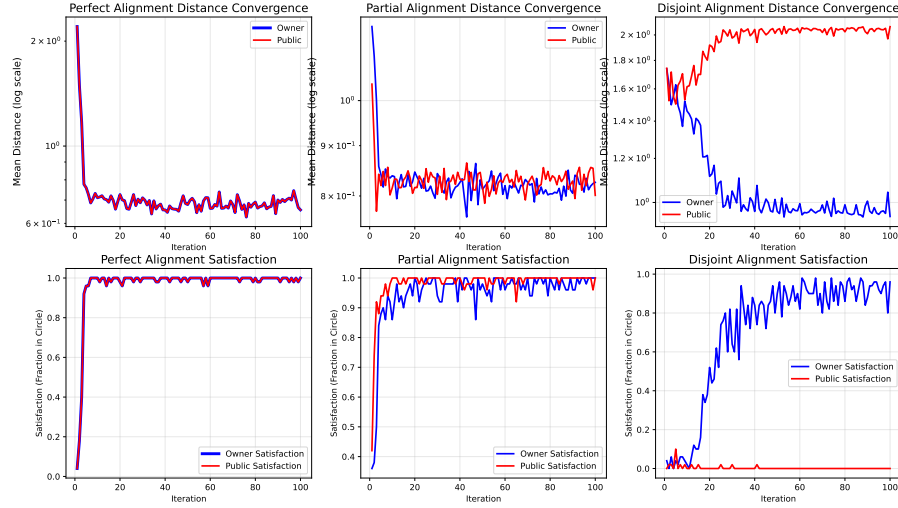 Perfect Alignment Distance Convergence
Mean Distance (log scale)
2 × 10⁰
10⁰
6 × 10⁻¹
Owner
Public
0 20 40 60 80 100
Iteration
Partial Alignment Distance Convergence
Mean Distance (log scale)
10⁰
9 × 10⁻¹
8 × 10⁻¹
Owner
Public
0 20 40 60 80 100
Iteration
Disjoint Alignment Distance Convergence
Mean Distance (log scale)
2 × 10⁰
1.8 × 10⁰
1.6 × 10⁰
1.4 × 10⁰
1.2 × 10⁰
10⁰
Owner
Public
0 20 40 60 80 100
Iteration
Perfect Alignment Satisfaction
Satisfaction (Fraction in Circle)
1.0
0.8
0.6
0.4
0.2
0.0
Owner Satisfaction
Public Satisfaction
0 20 40 60 80 100
Iteration
Partial Alignment Satisfaction
Satisfaction (Fraction in Circle)
1.0
0.9
0.8
0.7
0.6
0.5
0.4
Owner Satisfaction
Public Satisfaction
0 20 40 60 80 100
Iteration
Disjoint Alignment Satisfaction
Satisfaction (Fraction in Circle)
1.0
0.8
0.6
0.4
0.2
0.0
Owner Satisfaction
Public Satisfaction
0 20 40 60 80 100
Iteration